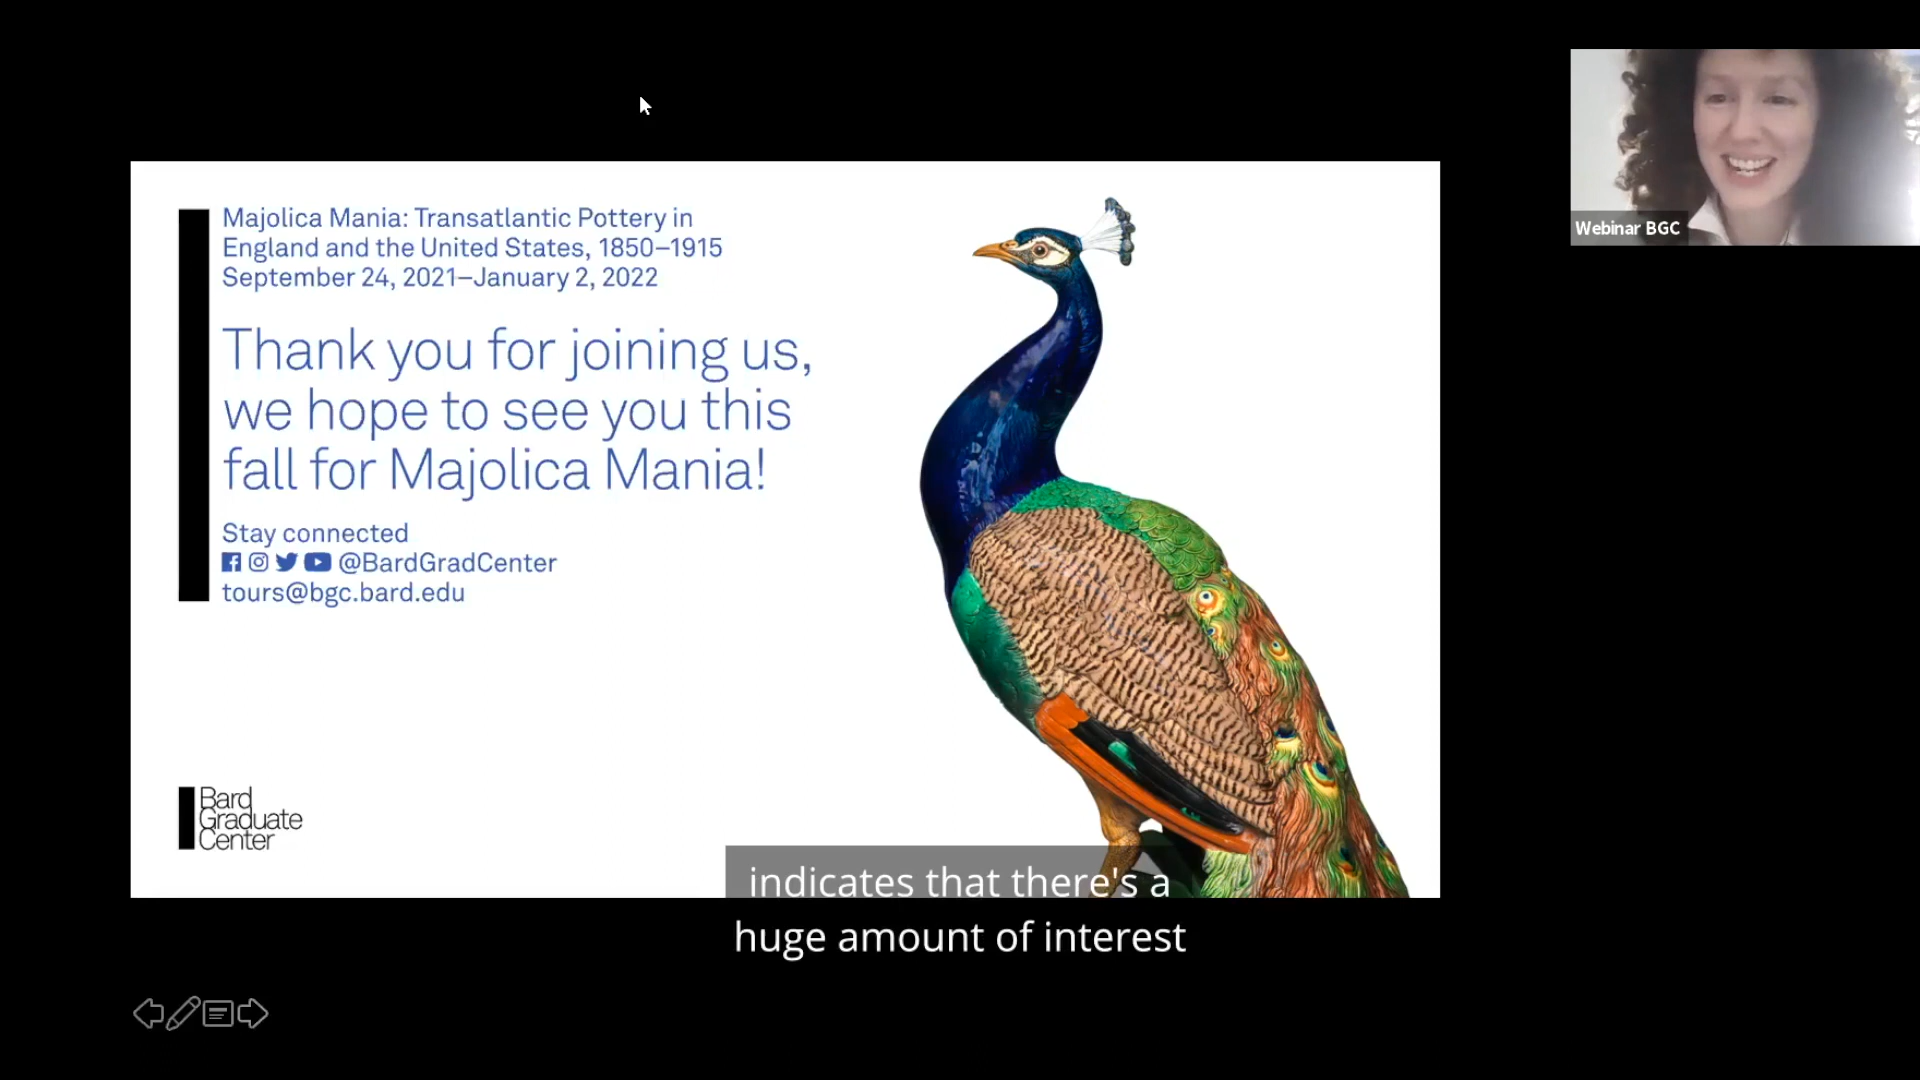 Majolica Mania: Transatlantic Pottery in
England and the United States, 1850–1915
September 24, 2021–January 2, 2022
Thank you for joining us,
we hope to see you this
fall for Majolica Mania!
Stay connected
@BardGradCenter
tours@bgc.bard.edu
Bard
Graduate
Center
Webinar BGC
indicates that there's a
huge amount of interest